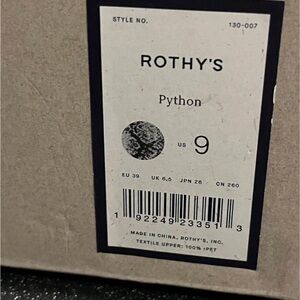 STYLE NO. 130-007
ROTHY'S
Python
US 9
EU 39 UK 6,5 JPN 26 CN 260
1 92249 23351 3
MADE IN CHINA, ROTHY'S, INC.
TEXTILE UPPER: 100% rPET